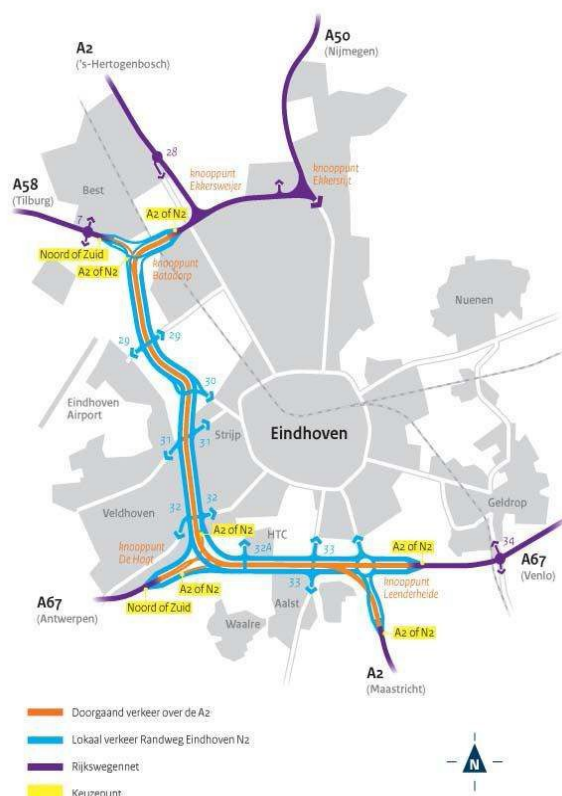 A50
(Nijmegen)
A2
('s-Hertogenbosch)
28
knooppunt
Ekkersweijer
knooppunt
Ekkersrijt
A58
(Tilburg)
Best
7
A2 of N2
Noord of Zuid
A2 of N2
knooppunt
Batadorp
Nuenen
29
29
30
Eindhoven
Airport
31
31
Strijp
Eindhoven
Veldhoven
32
32
Geldrop
A2 of N2
HTC
32A
33
34
knooppunt
De Hogt
A2 of N2
A2 of N2
33
knooppunt
Leenderheide
A67
(Venlo)
A67
(Antwerpen)
Noord of Zuid
Aalst
Waalre
A2 of N2
A2
(Maastricht)
Doorgaand verkeer over de A2
Lokaal verkeer Randweg Eindhoven N2
Rijkswegennet
Keuzepunt
N